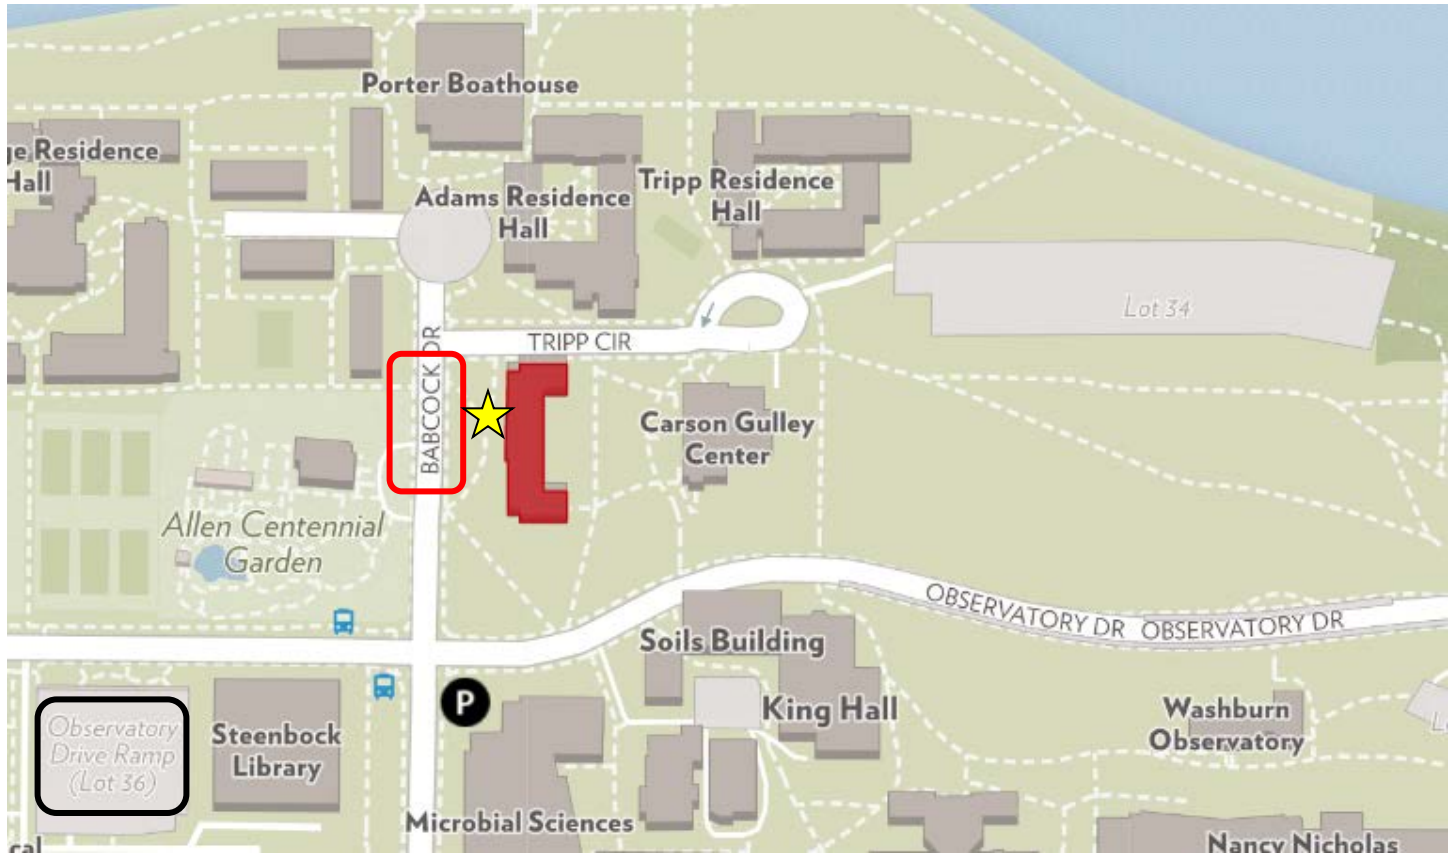 Porter Boathouse
ge Residence
Hall
Adams Residence
Hall
Tripp Residence
Hall
Lot 34
TRIPP CIR
BABCOCK DR
Carson Gulley
Center
Allen Centennial
Garden
OBSERVATORY DR
OBSERVATORY DR
Soils Building
P
King Hall
Observatory
Drive Ramp
(Lot 36)
Steenbock
Library
Washburn
Observatory
Microbial Sciences
Nancy Nicholas
cal